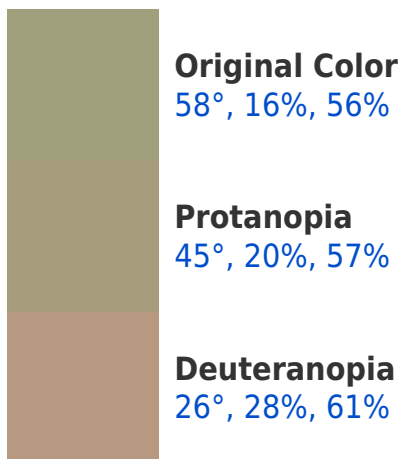 Original Color
58°, 16%, 56%
Protanopia
45°, 20%, 57%
Deuteranopia
26°, 28%, 61%